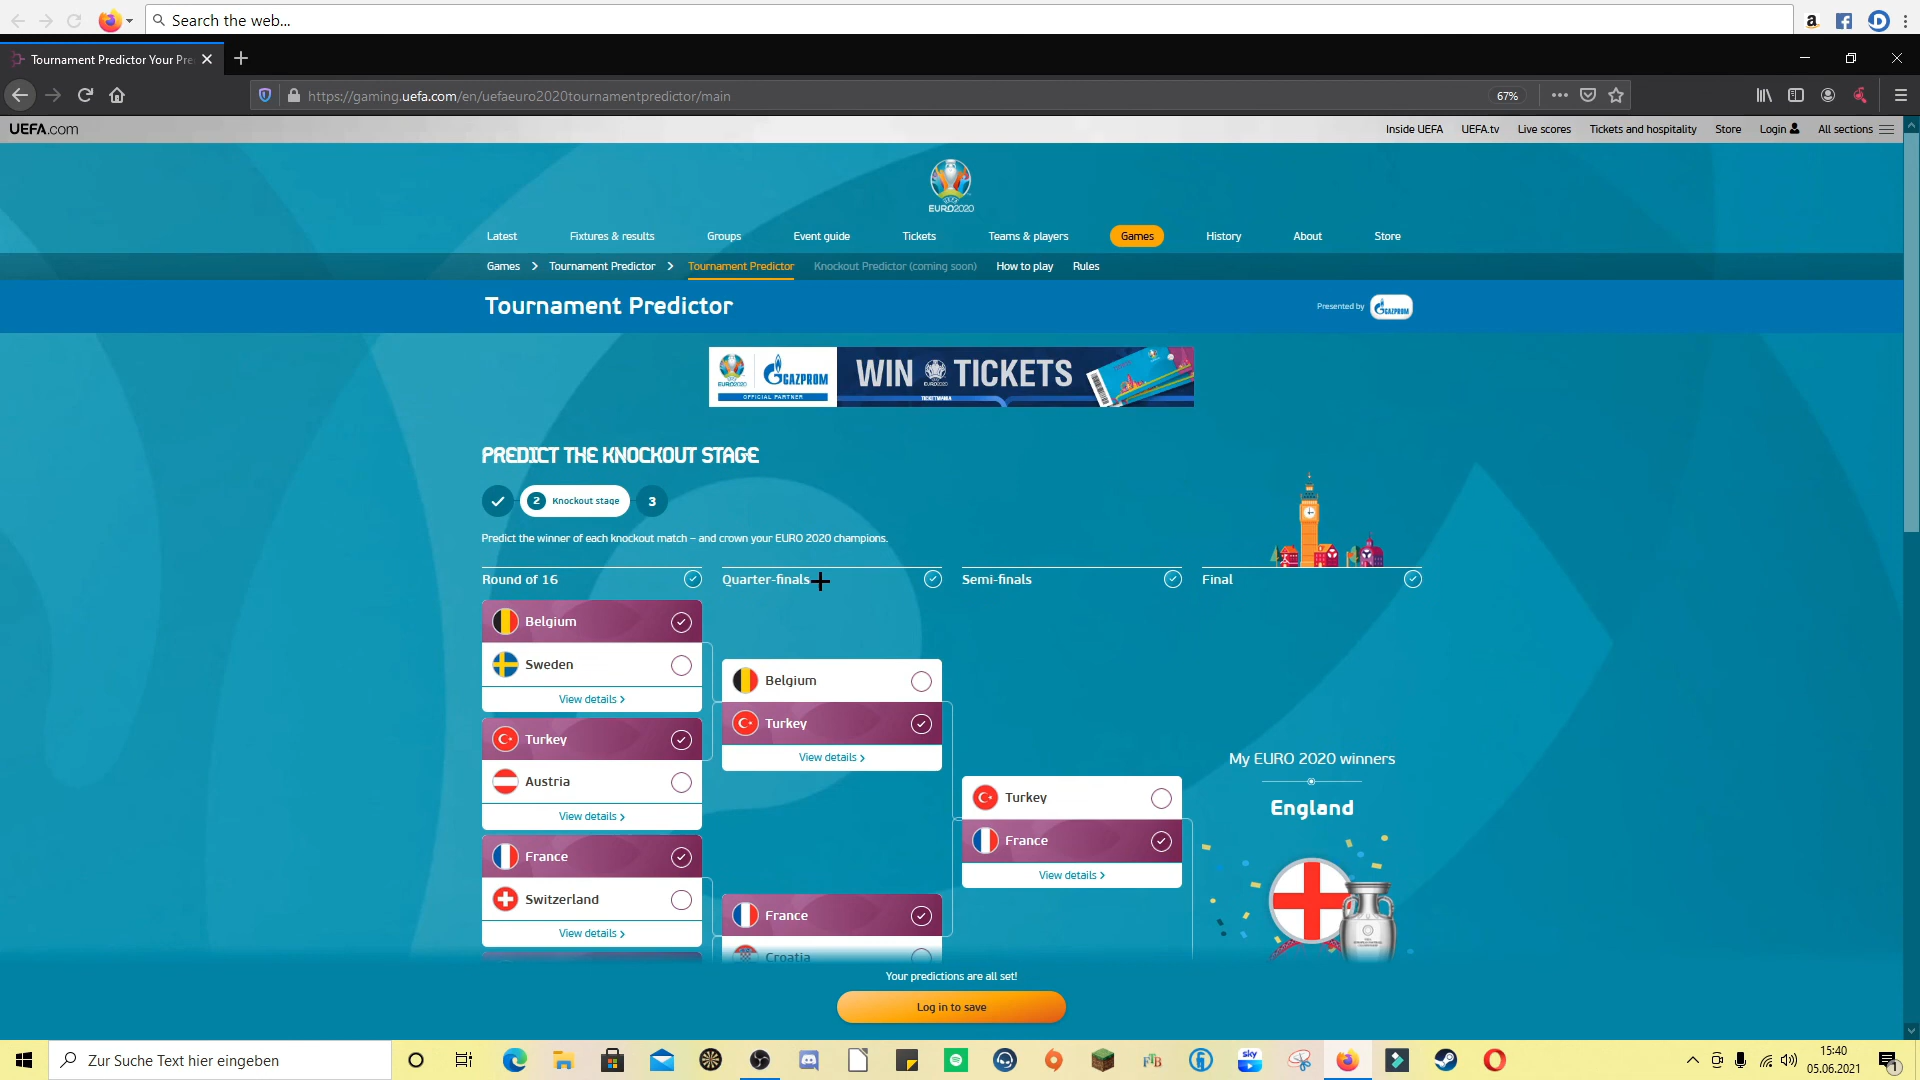 Search the web...
Tournament Predictor Your Pre
https://gaming.uefa.com/en/uefaeuro2020tournamentpredictor/main
67%
UEFA.com
Inside UEFA
UEFA.tv
Live scores
Tickets and hospitality
Store
Login
All sections
EURO2020
Latest
Fixtures & results
Groups
Event guide
Tickets
Teams & players
Games
History
About
Store
Games
Tournament Predictor
Tournament Predictor
Knockout Predictor (coming soon)
How to play
Rules
Tournament Predictor
Presented by
GAZPROM
EURO2020
GAZPROM
OFFICIAL PARTNER
WIN TICKETS
PREDICT THE KNOCKOUT STAGE
2 Knockout stage
3
Predict the winner of each knockout match – and crown your EURO 2020 champions.
Round of 16
Quarter-finals
Semi-finals
Final
Belgium
Sweden
View details
Turkey
Austria
View details
France
Switzerland
View details
Belgium
Turkey
View details
France
Croatia
Turkey
France
View details
My EURO 2020 winners
England
Your predictions are all set!
Log in to save
Zur Suche Text hier eingeben
FTB
sky
15:40
05.06.2021
1